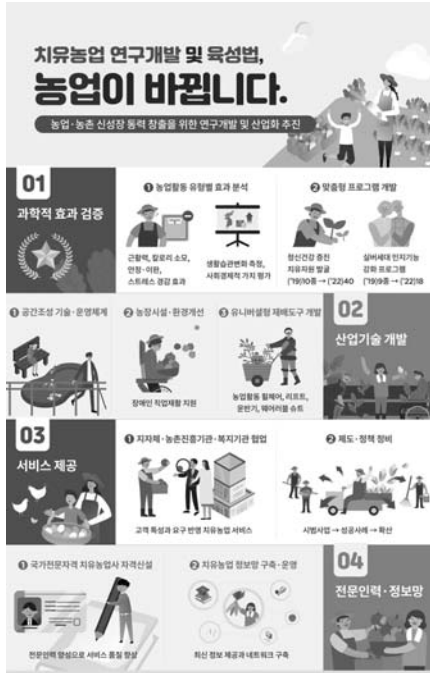 치유농업 연구개발 및 육성법,
농업이 바뀝니다.
농업·농촌 신성장 동력 창출을 위한 연구개발 및 산업화 추진
01
과학적 효과 검증
❶ 농업활동 유형별 효과 분석
근활력, 칼로리 소모,
안정·이완,
스트레스 경감 효과
생활습관변화 측정,
사회경제적 가치 평가
❷ 맞춤형 프로그램 개발
정신건강 증진
치유자원 발굴
('19)10종 → ('22)40
실버세대 인지기능
강화 프로그램
('19)9종 → ('22)18
❶ 공간조성 기술·운영체계
❷ 농장시설·환경개선
장애인 직업재활 지원
❸ 유니버설형 재배도구 개발
농업활동 휠체어, 리프트,
운반기, 웨어러블 슈트
02
산업기술 개발
03
서비스 제공
❶ 지자체·농촌진흥기관·복지기관 협업
고객 특성과 요구 반영 치유농업 서비스
❷ 제도·정책 정비
시범사업 → 성공사례 → 확산
❶ 국가전문자격 치유농업사 자격신설
전문인력 양성으로 서비스 품질 향상
❷ 치유농업 정보망 구축·운영
최신 정보 제공과 네트워크 구축
04
전문인력·정보망